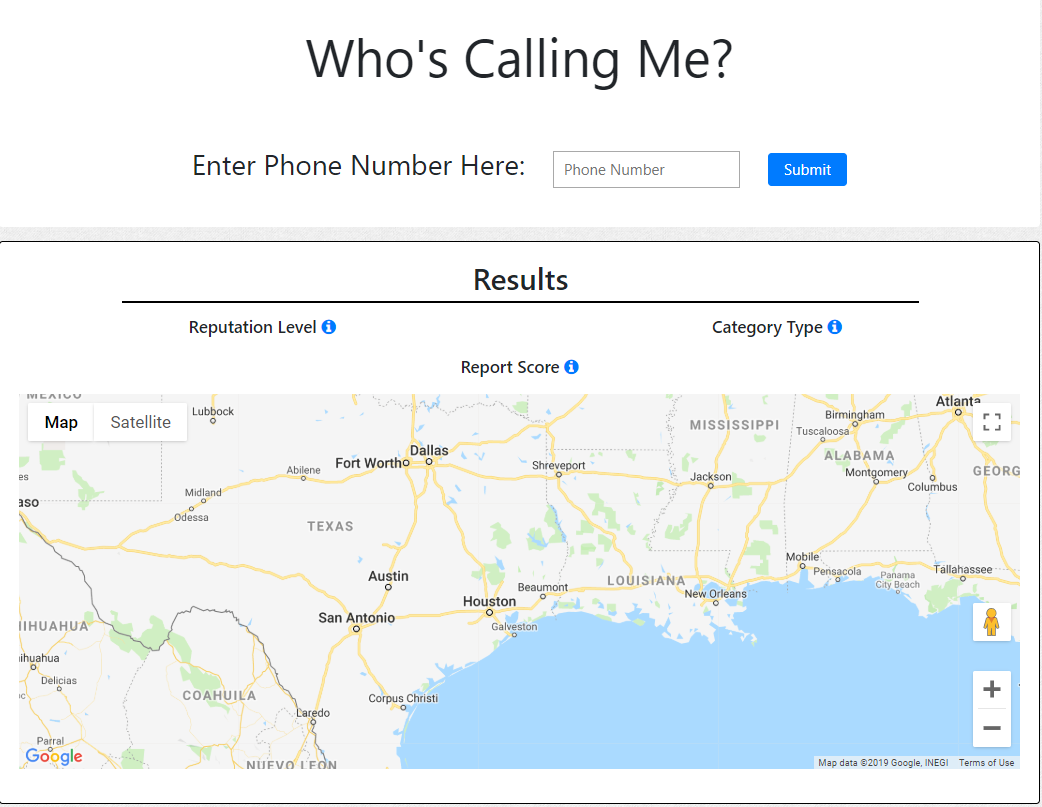 Who's Calling Me?
Enter Phone Number Here: Phone Number Submit
Results
Reputation Level Category Type
Report Score
MEXICO
Map Satellite
Lubbock
Atlanta
Birmingham
MISSISSIPPI
Tuscaloosa
Dallas
Fort Worth
ALABAMA
Shreveport
Abilene
Jackson
Montgomery
GEORG
es
Columbus
Midland
aso
Odessa
TEXAS
Mobile
Pensacola
Tallahassee
Austin
LOUISIANA
Panama
City Beach
Beaumont
New Orleans
Houston
San Antonio
Galveston
IHUAHUA
ihuahua
Delicias
COAHUILA
Corpus Christi
Laredo
Parral
Google
NUEVO LEON
Map data ©2019 Google, INEGI Terms of Use